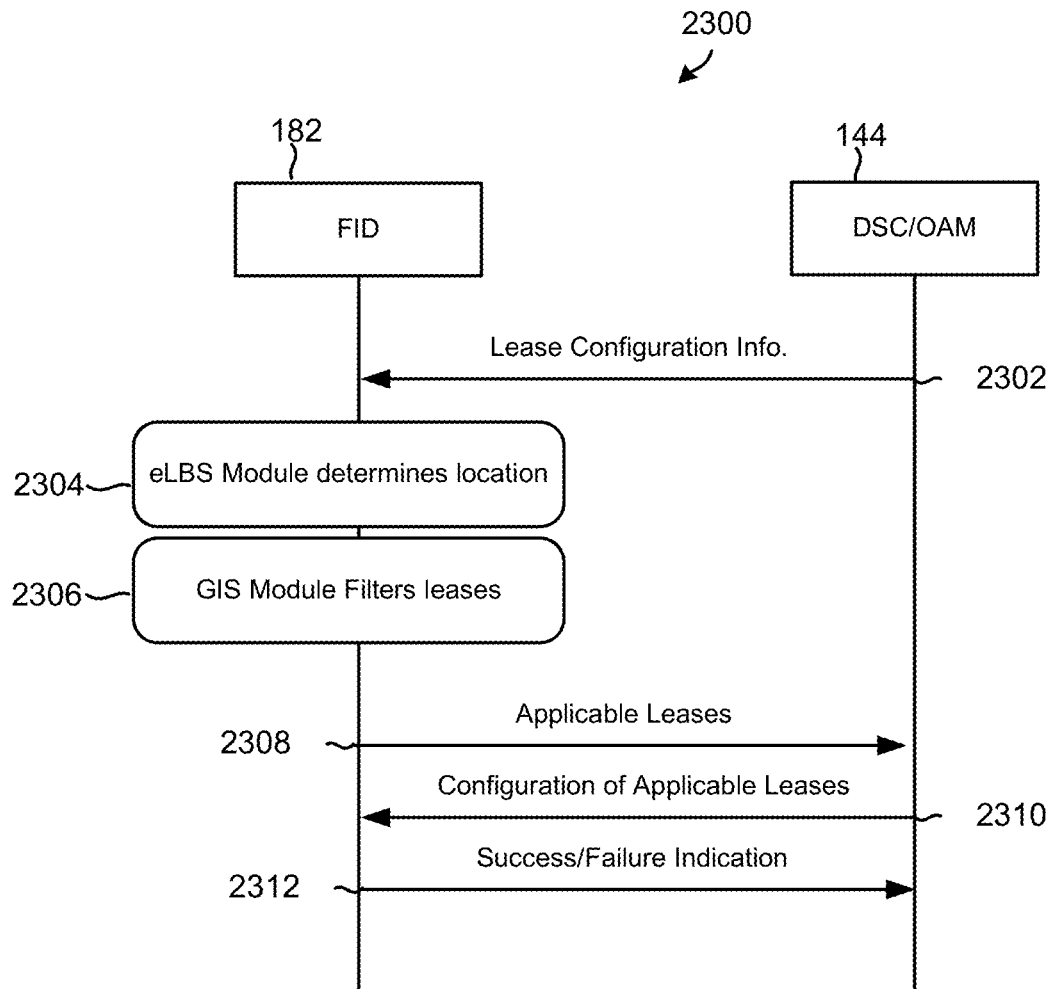 2300
182
144
FID
DSC/OAM
Lease Configuration Info.
2302
eLBS Module determines location
2304
GIS Module Filters leases
2306
Applicable Leases
2308
Configuration of Applicable Leases
2310
Success/Failure Indication
2312